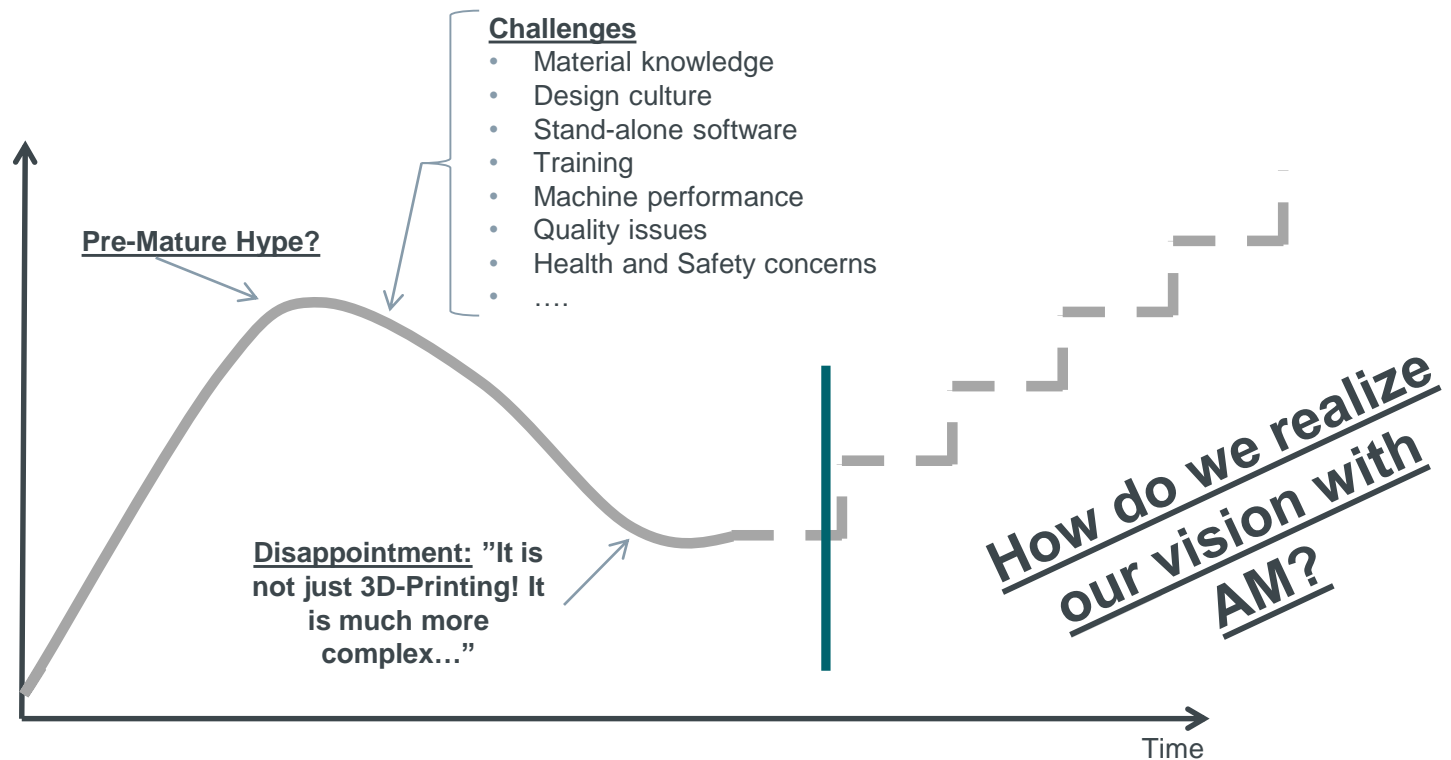 Challenges
• Material knowledge
• Design culture
• Stand-alone software
• Training
• Machine performance
• Quality issues
• Health and Safety concerns
• ….
Pre-Mature Hype?
Disappointment: ”It is
not just 3D-Printing! It
is much more
complex…”
How do we realize
our vision with
AM?
Time